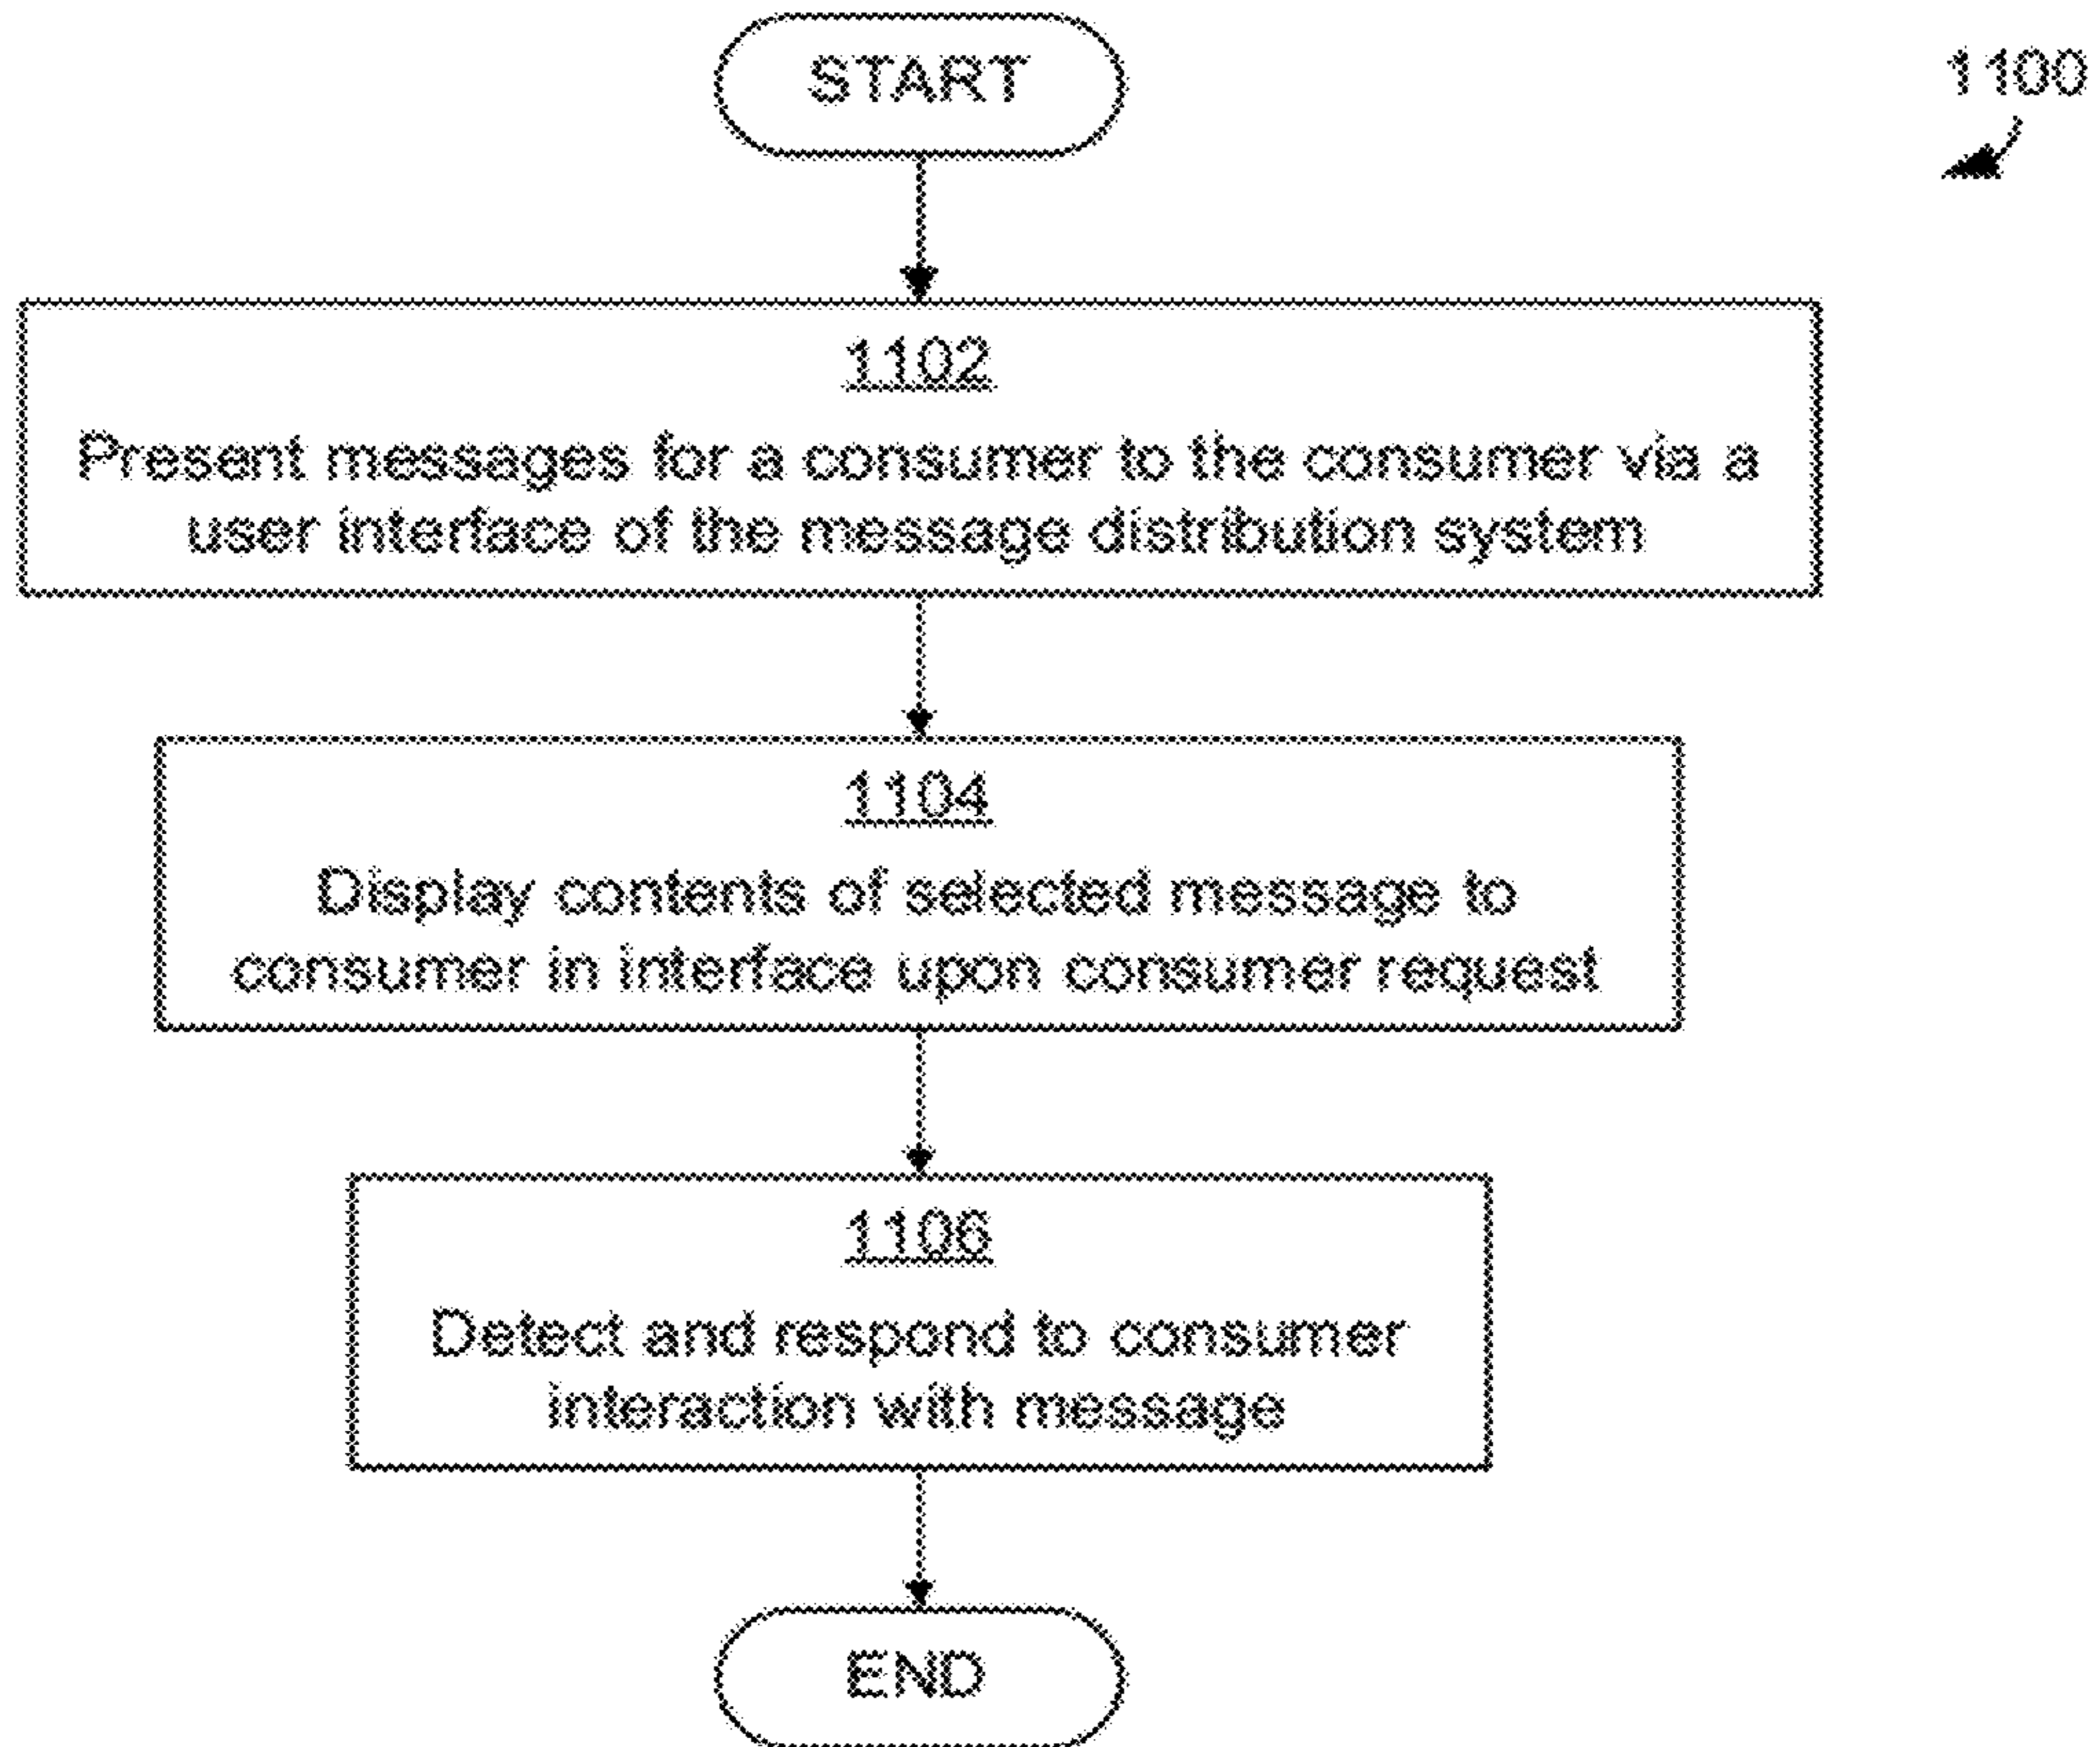 START
1100
1102
Present messages for a consumer to the consumer via a
user interface of the message distribution system
1104
Display contents of selected message to
consumer in interface upon consumer request
1106
Detect and respond to consumer
interaction with message
END